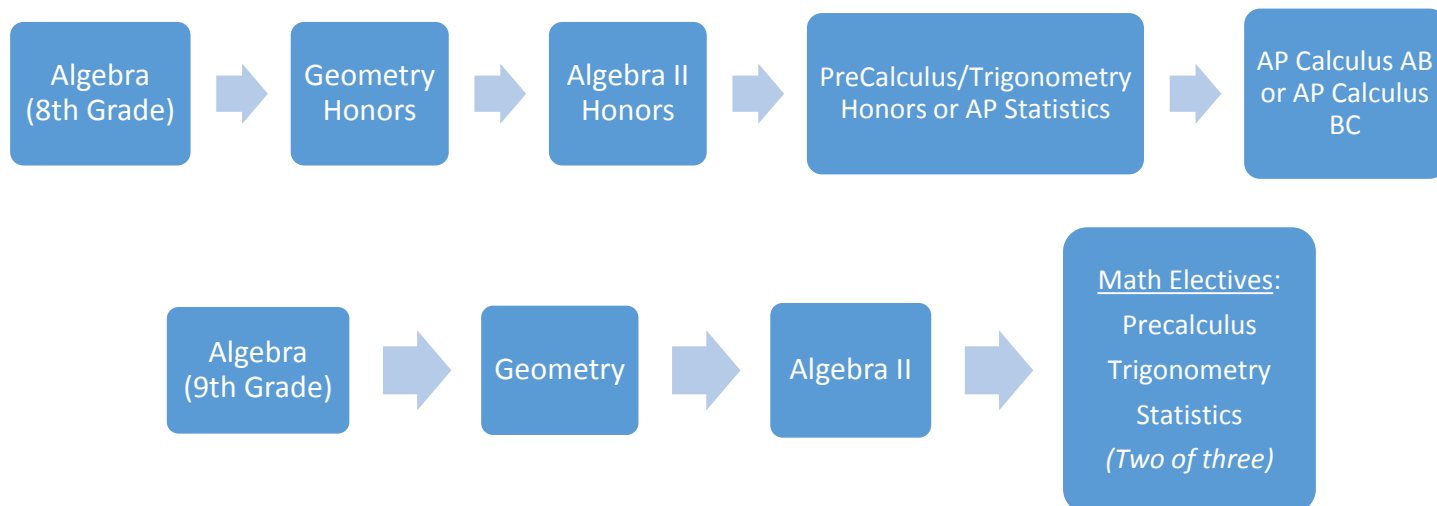 Algebra
(8th Grade)
Geometry
Honors
Algebra II
Honors
PreCalculus/Trigonometry
Honors or AP Statistics
AP Calculus AB
or AP Calculus
BC
Algebra
(9th Grade)
Geometry
Algebra II
Math Electives:
Precalculus
Trigonometry
Statistics
(Two of three)